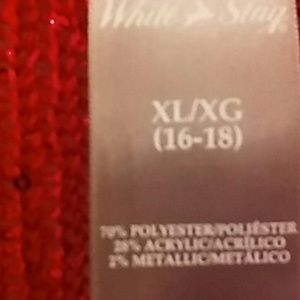 White Stag
XL/XG
(16-18)
70% POLYESTER/POLIÉSTER
28% ACRYLIC/ACRÍLICO
2% METALLIC/METÁLICO